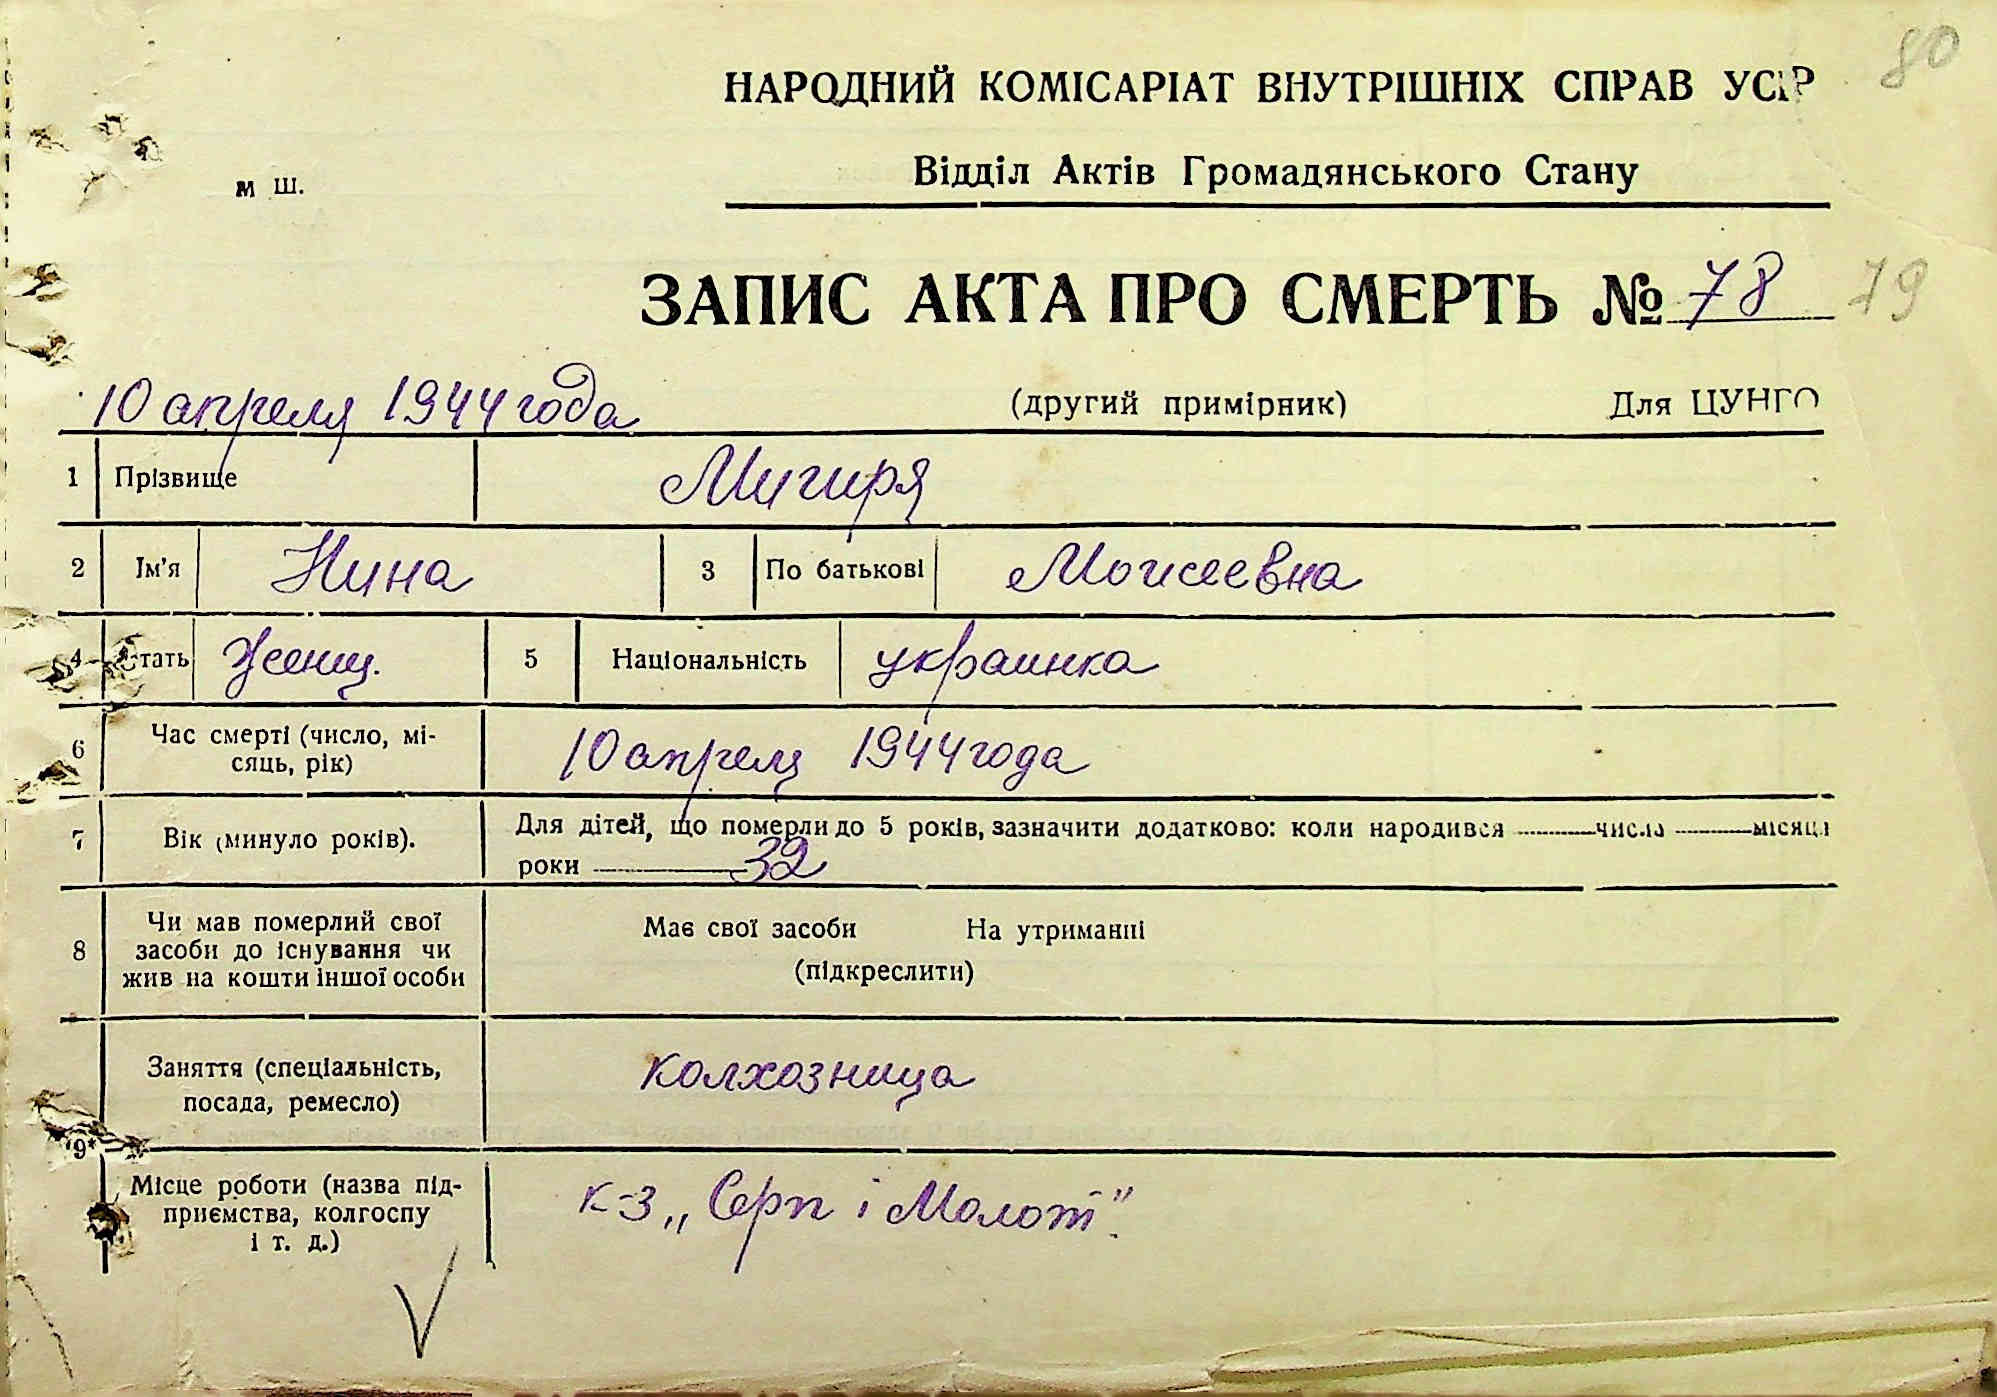 80
НАРОДНИЙ КОМІСАРІАТ ВНУТРІШНІХ СПРАВ УСРР
м Ш.
Відділ Актів Громадянського Стану
ЗАПИС АКТА ПРО СМЕРТЬ № 78 79
10 апреля 1944 года (другий примірник) Для ЦУНГО
1 Прізвище Мигиря
2 Ім'я Нина 3 По батькові Моисеевна
4 Стать женщ. 5 Національність украинка
6 Час смерті (число, мі-
сяць, рік) 10 апреля 1944 года
7 Вік (минуло років). Для дітей, що померли до 5 років, зазначити додатково: коли народився числа місяця
роки 32
8 Чи мав померлий свої
засоби до існування чи
жив на кошти іншої особи
Має свої засоби На утриманні
(підкреслити)
Заняття (спеціальність,
посада, ремесло) колхозница
9*
Місце роботи (назва під-
приємства, колгоспу
і т. д.) к-з „Серп і Молот".